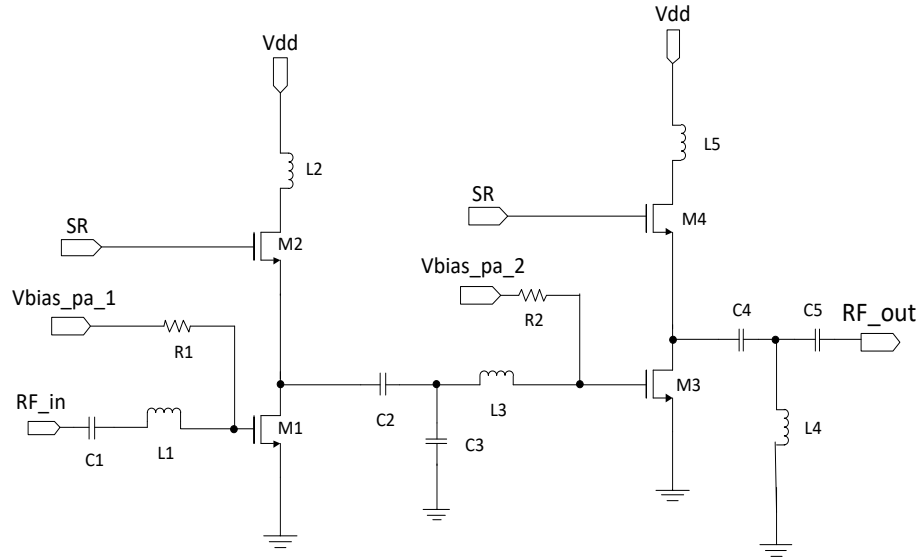 Vdd
Vdd
L2
L5
SR
SR
M2
M4
Vbias_pa_1
Vbias_pa_2
R1
R2
C4
C5
RF_out
RF_in
C1
L1
M1
C2
C3
L3
M3
L4